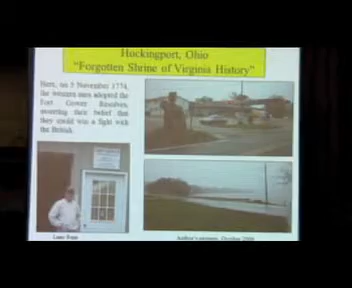 Hockingport, Ohio
"Forgotten Shrine of Virginia History"
Here, on 5 November 1774,
the western men adopted the
Fort Gower Resolves,
asserting their belief that
they could win a fight with
the British.